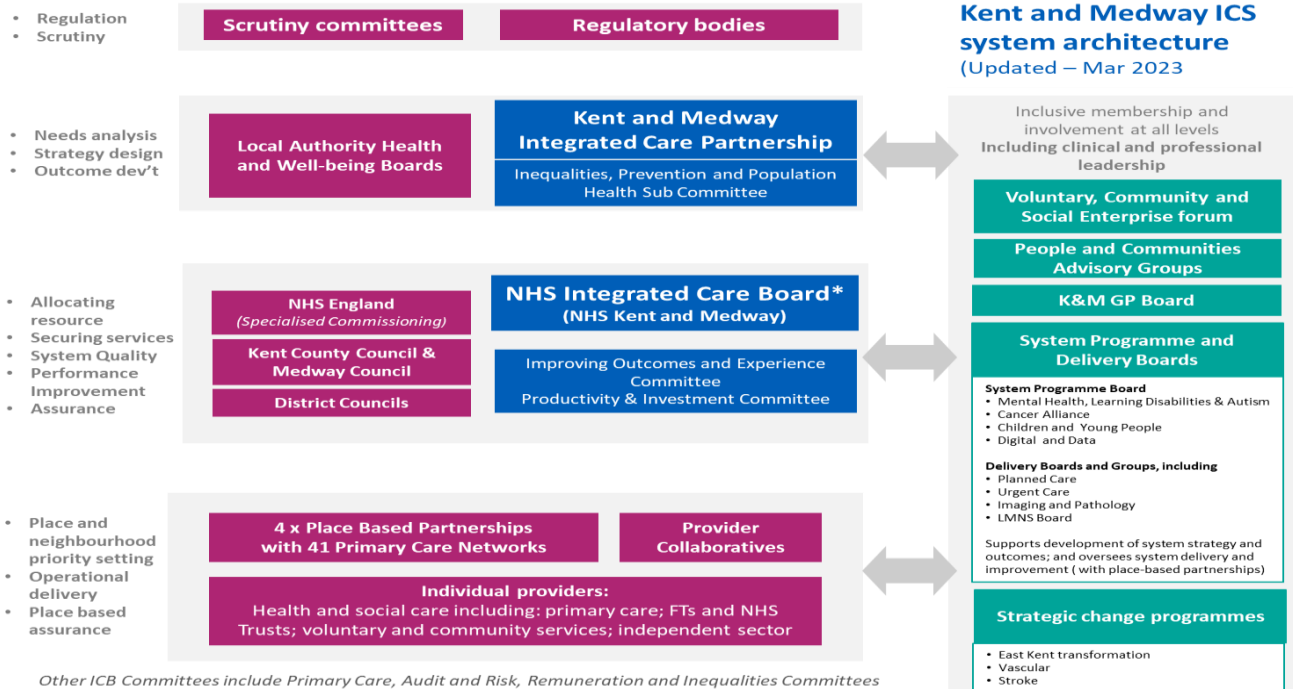 • Regulation
• Scrutiny
Scrutiny committees
Regulatory bodies
Kent and Medway ICS
system architecture
(Updated – Mar 2023
• Needs analysis
• Strategy design
• Outcome dev't
Local Authority Health
and Well-being Boards
Kent and Medway
Integrated Care Partnership
Inequalities, Prevention and Population
Health Sub Committee
Inclusive membership and
involvement at all levels
Including clinical and professional
leadership
Voluntary, Community and
Social Enterprise forum
People and Communities
Advisory Groups
K&M GP Board
• Allocating
resource
• Securing services
• System Quality
• Performance
Improvement
• Assurance
NHS England
(Specialised Commissioning)
Kent County Council &
Medway Council
District Councils
NHS Integrated Care Board*
(NHS Kent and Medway)
Improving Outcomes and Experience
Committee
Productivity & Investment Committee
System Programme and
Delivery Boards
System Programme Board
• Mental Health, Learning Disabilities & Autism
• Cancer Alliance
• Children and Young People
• Digital and Data
Delivery Boards and Groups, including
• Planned Care
• Urgent Care
• Imaging and Pathology
• LMNS Board
Supports development of system strategy and
outcomes; and oversees system delivery and
improvement ( with place-based partnerships)
• Place and
neighbourhood
priority setting
• Operational
delivery
• Place based
assurance
4 x Place Based Partnerships
with 41 Primary Care Networks
Provider
Collaboratives
Individual providers:
Health and social care including: primary care; FTs and NHS
Trusts; voluntary and community services; independent sector
Strategic change programmes
• East Kent transformation
• Vascular
• Stroke
Other ICB Committees include Primary Care, Audit and Risk, Remuneration and Inequalities Committees